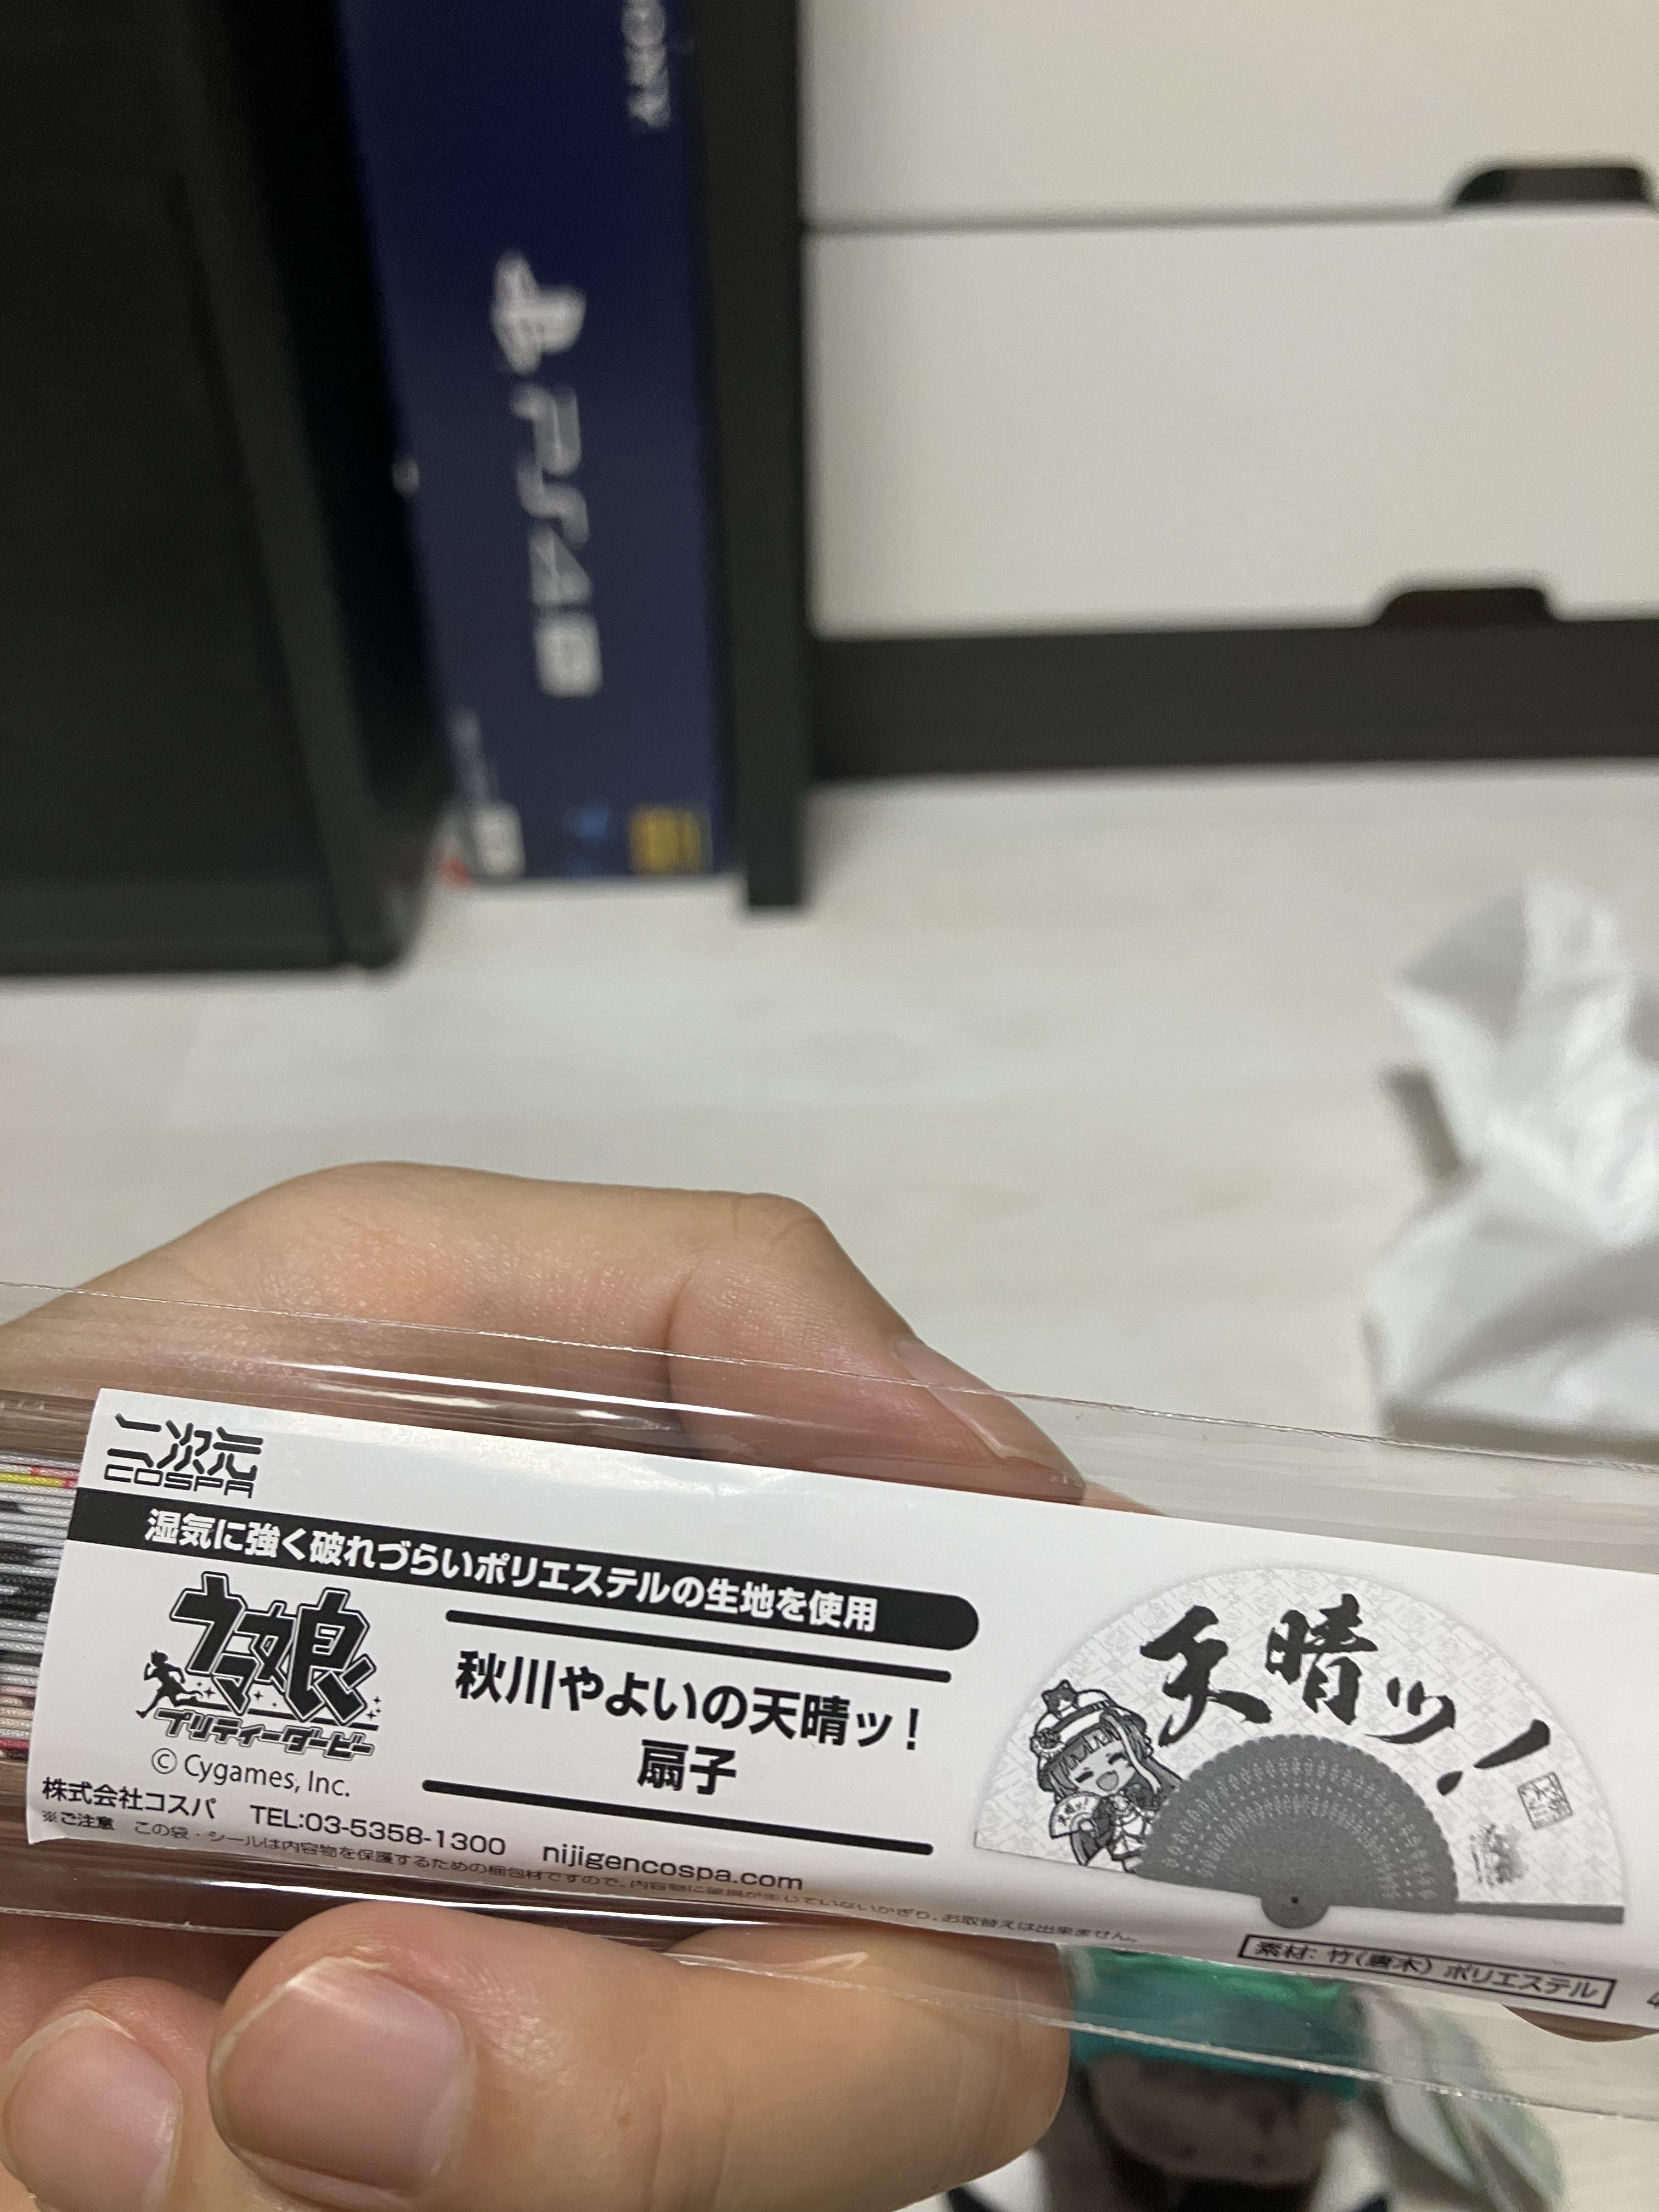 SONY
PS4
二次元
COSPA
湿気に強く破れづらいポリエステルの生地を使用
ウマ娘
プリティーダービー
© Cygames, Inc.
秋川やよいの天晴ッ!
扇子
株式会社コスパ TEL:03-5358-1300 nijigencospa.com
※ご注意 この袋・シールは内容物を保護するための梱包材ですので、内容物に破損が生じていないかぎり、お取替えは出来ません。
天晴ッ!
素材: 竹(唐木) ポリエステル